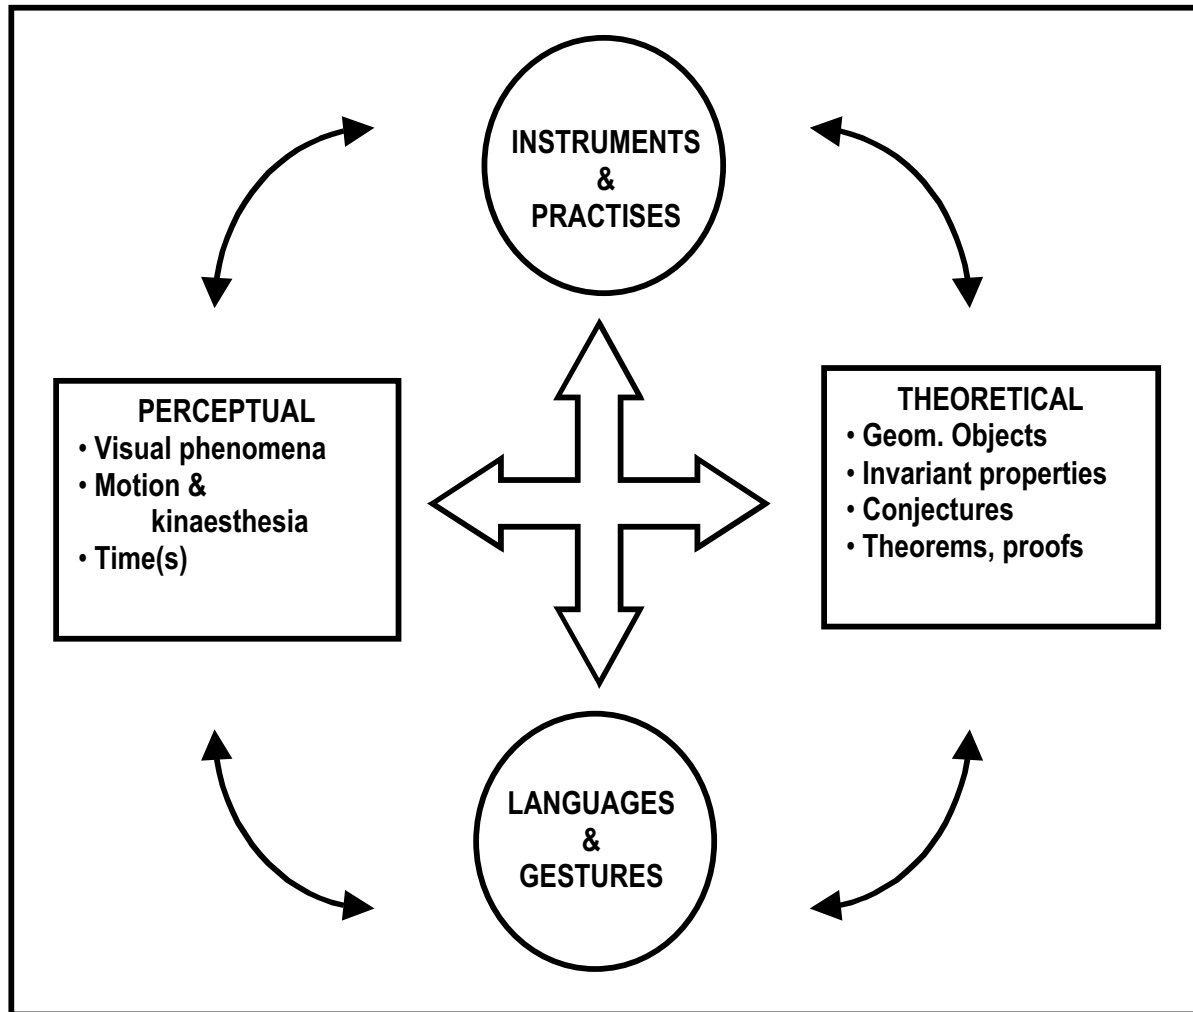 INSTRUMENTS
&
PRACTISES
PERCEPTUAL
• Visual phenomena
• Motion &
kinaesthesia
• Time(s)
THEORETICAL
• Geom. Objects
• Invariant properties
• Conjectures
• Theorems, proofs
LANGUAGES
&
GESTURES